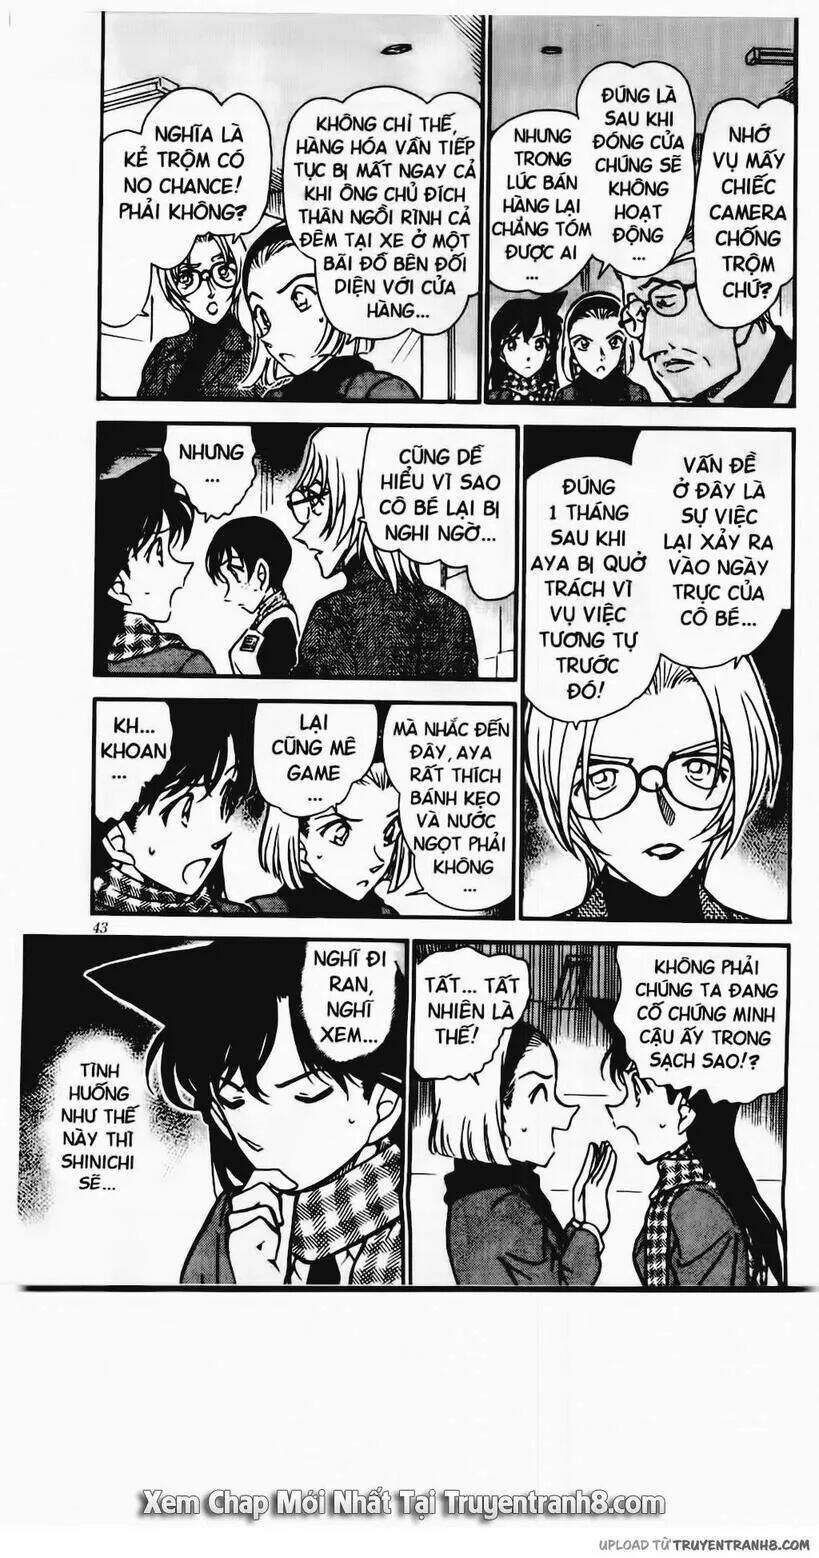 NHỚ
VỤ MẤY
CHIẾC
CAMERA
CHỐNG
TRỘM
CHỨ?
ĐÚNG LÀ
SAU KHI
ĐÓNG CỬA
CHÚNG SẼ
KHÔNG
HOẠT
ĐỘNG
...
NHƯNG
TRONG
LÚC BÁN
HÀNG LẠI
CHẲNG TÓM
ĐƯỢC AI
...
KHÔNG CHỈ THẾ,
HÀNG HÓA VẪN TIẾP
TỤC BỊ MẤT NGAY CẢ
KHI ÔNG CHỦ ĐÍCH
THÂN NGỒI RÌNH CẢ
ĐÊM TẠI XE Ở MỘT
BÃI ĐỖ BÊN ĐỐI
DIỆN VỚI CỬA
HÀNG...
NGHĨA LÀ
KẺ TRỘM CÓ
NO CHANCE!
PHẢI KHÔNG?
VẤN ĐỀ
Ở ĐÂY LÀ
SỰ VIỆC
LẠI XẢY RA
VÀO NGÀY
TRỰC CỦA
CÔ BÉ...
ĐÚNG
1 THÁNG
SAU KHI
AYA BỊ QUỞ
TRÁCH VÌ
VỤ VIỆC
TƯƠNG TỰ
TRƯỚC
ĐÓ!
CŨNG DỄ
HIỂU VÌ SAO
CÔ BÉ LẠI BỊ
NGHI NGỜ...
NHƯNG
...
MÀ NHẮC ĐẾN
ĐÂY, AYA
RẤT THÍCH
BÁNH KẸO
VÀ NƯỚC
NGỌT PHẢI
KHÔNG
...
LẠI
CŨNG MÊ
GAME
...
KH...
KHOAN
...
43
KHÔNG PHẢI
CHÚNG TA ĐANG
CỐ CHỨNG MINH
CẬU ẤY TRONG
SẠCH SAO!?
TẤT... TẤT
NHIÊN LÀ
THẾ!
NGHĨ ĐI
RAN,
NGHĨ
XEM...
TÌNH
HUỐNG
NHƯ THẾ
NÀY THÌ
SHINICHI
SẼ...
Xem Chap Mới Nhất Tại Truyentranh8.com
UPLOAD TỪ TRUYENTRANH8.COM